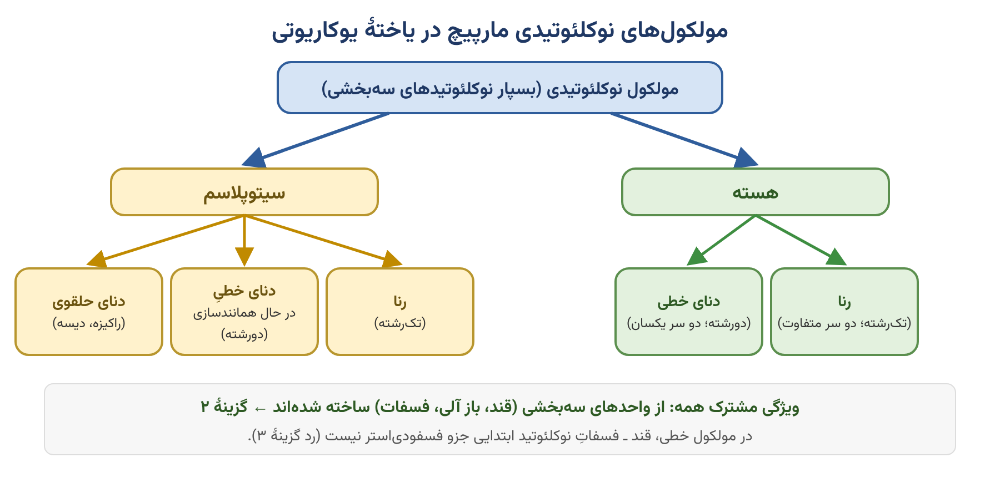 مولکول‌های نوکلئوتیدی مارپیچ در یاختهٔ یوکاریوتی
مولکول نوکلئوتیدی (بسپار نوکلئوتیدهای سه‌بخشی)
هسته
سیتوپلاسم
رنا
(تک‌رشته؛ دو سر متفاوت)
دنای خطی
(دورشته؛ دو سر یکسان)
رنا
(تک‌رشته)
دنای خطیِ
در حال همانندسازی
(دورشته)
دنای حلقوی
(راکیزه، دیسه)
ویژگی مشترک همه: از واحدهای سه‌بخشی (قند، باز آلی، فسفات) ساخته شده‌اند ← گزینهٔ ۲
در مولکول خطی، قند ـ فسفاتِ نوکلئوتید ابتدایی جزو فسفودی‌استر نیست (رد گزینهٔ ۳).